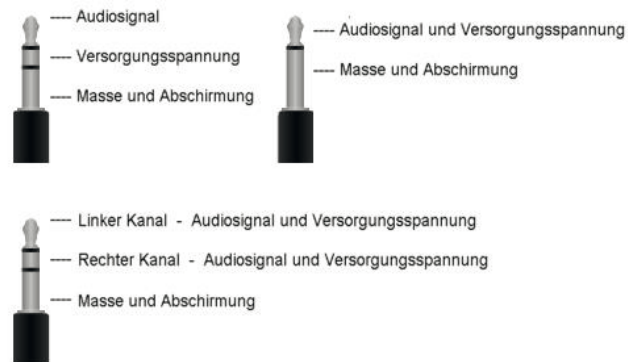 Audiosignal
Versorgungsspannung
Masse und Abschirmung
Audiosignal und Versorgungsspannung
Masse und Abschirmung
Linker Kanal - Audiosignal und Versorgungsspannung
Rechter Kanal - Audiosignal und Versorgungsspannung
Masse und Abschirmung